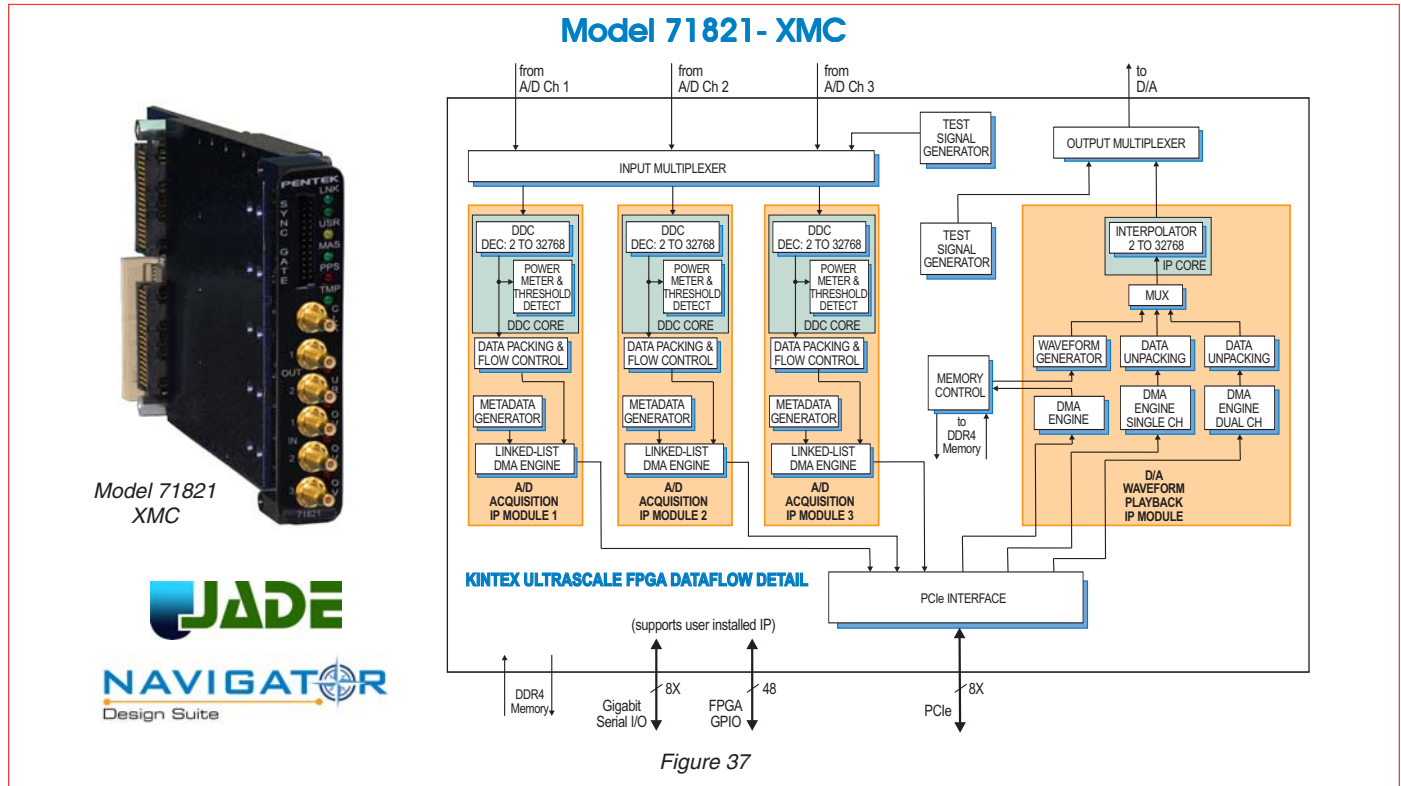 Model 71821- XMC
from
A/D Ch 1
from
A/D Ch 2
from
A/D Ch 3
to
D/A
TEST
SIGNAL
GENERATOR
OUTPUT MULTIPLEXER
INPUT MULTIPLEXER
DDC
DEC: 2 TO 32768
POWER
METER &
THRESHOLD
DETECT
DDC CORE
DATA PACKING &
FLOW CONTROL
METADATA
GENERATOR
LINKED-LIST
DMA ENGINE
A/D
ACQUISITION
IP MODULE 1
DDC
DEC: 2 TO 32768
POWER
METER &
THRESHOLD
DETECT
DDC CORE
DATA PACKING &
FLOW CONTROL
METADATA
GENERATOR
LINKED-LIST
DMA ENGINE
A/D
ACQUISITION
IP MODULE 2
DDC
DEC: 2 TO 32768
POWER
METER &
THRESHOLD
DETECT
DDC CORE
DATA PACKING &
FLOW CONTROL
METADATA
GENERATOR
LINKED-LIST
DMA ENGINE
A/D
ACQUISITION
IP MODULE 3
TEST
SIGNAL
GENERATOR
INTERPOLATOR
2 TO 32768
IP CORE
MUX
WAVEFORM
GENERATOR
DATA
UNPACKING
DATA
UNPACKING
MEMORY
CONTROL
to
DDR4
Memory
DMA
ENGINE
DMA
ENGINE
SINGLE CH
DMA
ENGINE
DUAL CH
D/A
WAVEFORM
PLAYBACK
IP MODULE
KINTEX ULTRASCALE FPGA DATAFLOW DETAIL
PCIe INTERFACE
(supports user installed IP)
DDR4
Memory
8X
Gigabit
Serial I/O
48
FPGA
GPIO
8X
PCIe
PENTEK
LNK
SYNC GATE
USR
MAS
PPS
TMP
1
OUT
2
1
IN
2
3
71821
Model 71821
XMC
JADE
NAVIGATOR
Design Suite
Figure 37